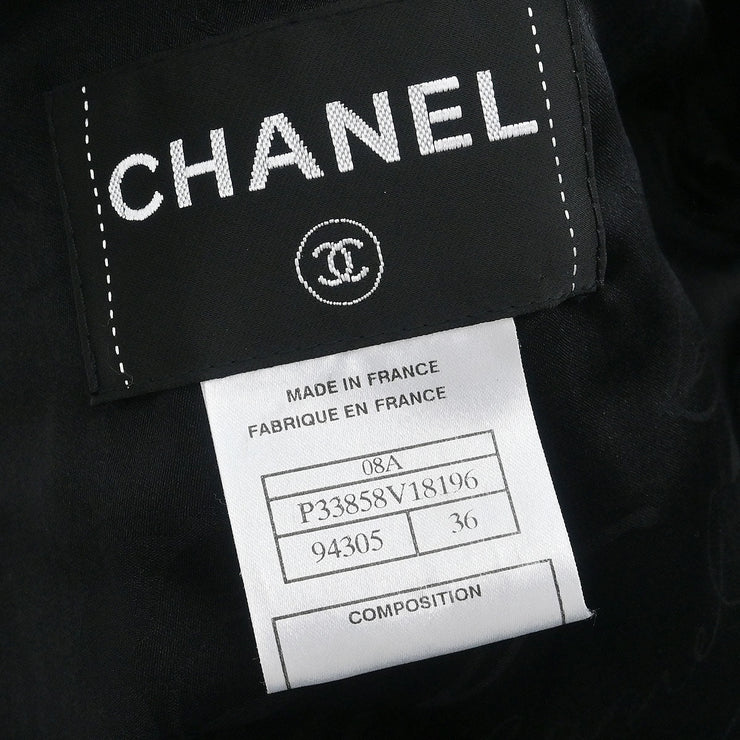 CHANEL
MADE IN FRANCE
FABRIQUE EN FRANCE
08A
P33858V18196
94305 36
COMPOSITION